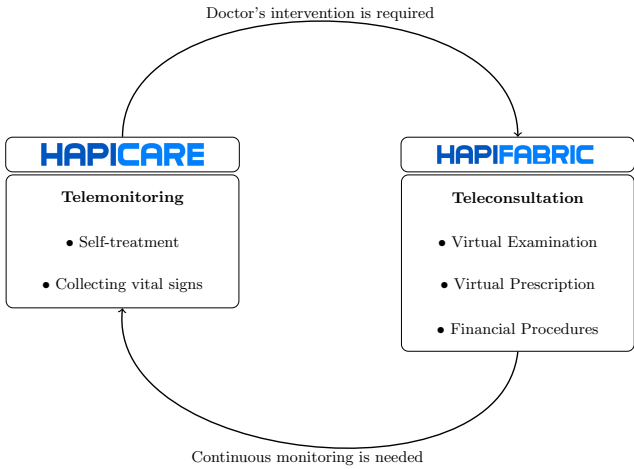 Doctor's intervention is required
HAPICARE
Telemonitoring
• Self-treatment
• Collecting vital signs
HAPIFABRIC
Teleconsultation
• Virtual Examination
• Virtual Prescription
• Financial Procedures
Continuous monitoring is needed